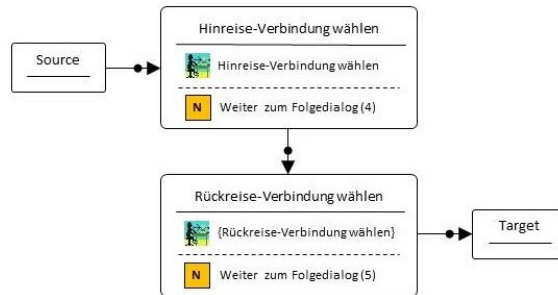 Hinreise-Verbindung wählen
Source
Hinreise-Verbindung wählen
N Weiter zum Folgedialog (4)
Rückreise-Verbindung wählen
{Rückreise-Verbindung wählen}
Target
N Weiter zum Folgedialog (5)